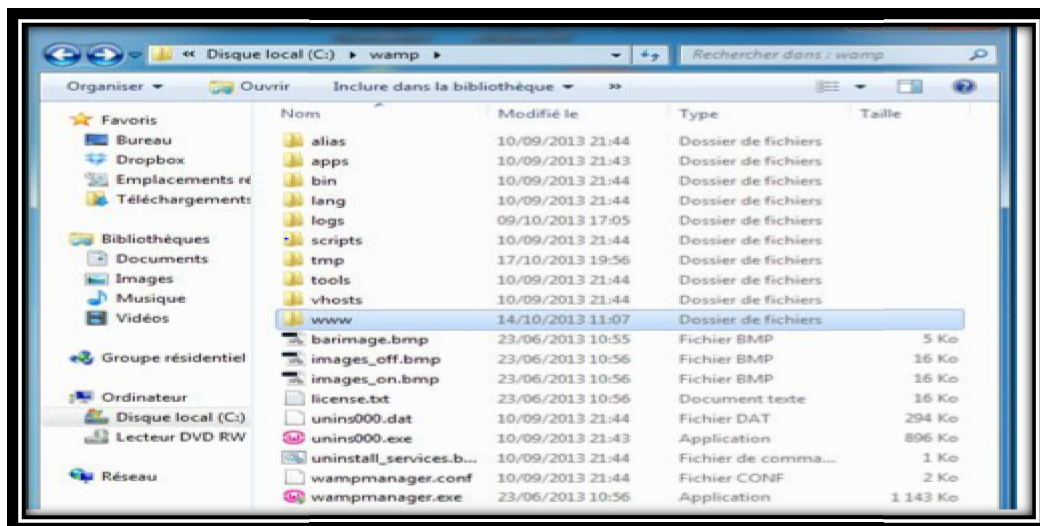 « Disque local (C:) ▸ wamp ▸ Rechercher dans : wamp
Organiser Ouvrir Inclure dans la bibliothèque »
Favoris
Bureau
Dropbox
Emplacements ré
Téléchargements
Bibliothèques
Documents
Images
Musique
Vidéos
Groupe résidentiel
Ordinateur
Disque local (C:)
Lecteur DVD RW
Réseau
Nom Modifié le Type Taille
alias 10/09/2013 21:44 Dossier de fichiers
apps 10/09/2013 21:43 Dossier de fichiers
bin 10/09/2013 21:44 Dossier de fichiers
lang 10/09/2013 21:44 Dossier de fichiers
logs 09/10/2013 17:05 Dossier de fichiers
scripts 10/09/2013 21:44 Dossier de fichiers
tmp 17/10/2013 19:56 Dossier de fichiers
tools 10/09/2013 21:44 Dossier de fichiers
vhosts 10/09/2013 21:44 Dossier de fichiers
www 14/10/2013 11:07 Dossier de fichiers
barimage.bmp 23/06/2013 10:55 Fichier BMP 5 Ko
images_off.bmp 23/06/2013 10:56 Fichier BMP 16 Ko
images_on.bmp 23/06/2013 10:56 Fichier BMP 16 Ko
license.txt 23/06/2013 10:56 Document texte 16 Ko
unins000.dat 10/09/2013 21:44 Fichier DAT 294 Ko
unins000.exe 10/09/2013 21:43 Application 896 Ko
uninstall_services.b... 10/09/2013 21:44 Fichier de comma... 1 Ko
wampmanager.conf 10/09/2013 21:44 Fichier CONF 2 Ko
wampmanager.exe 23/06/2013 10:56 Application 1 143 Ko